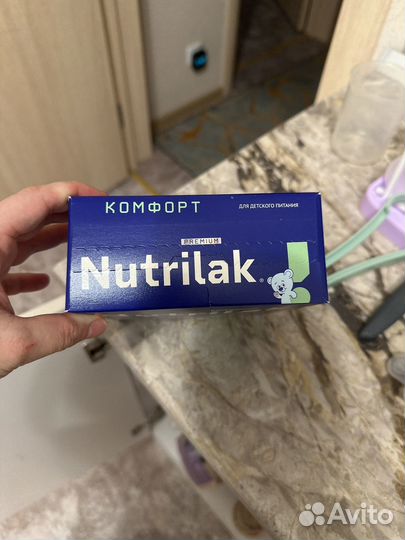 КОМФОРТ
ДЛЯ ДЕТСКОГО ПИТАНИЯ
PREMIUM
Nutrilak®
Avito